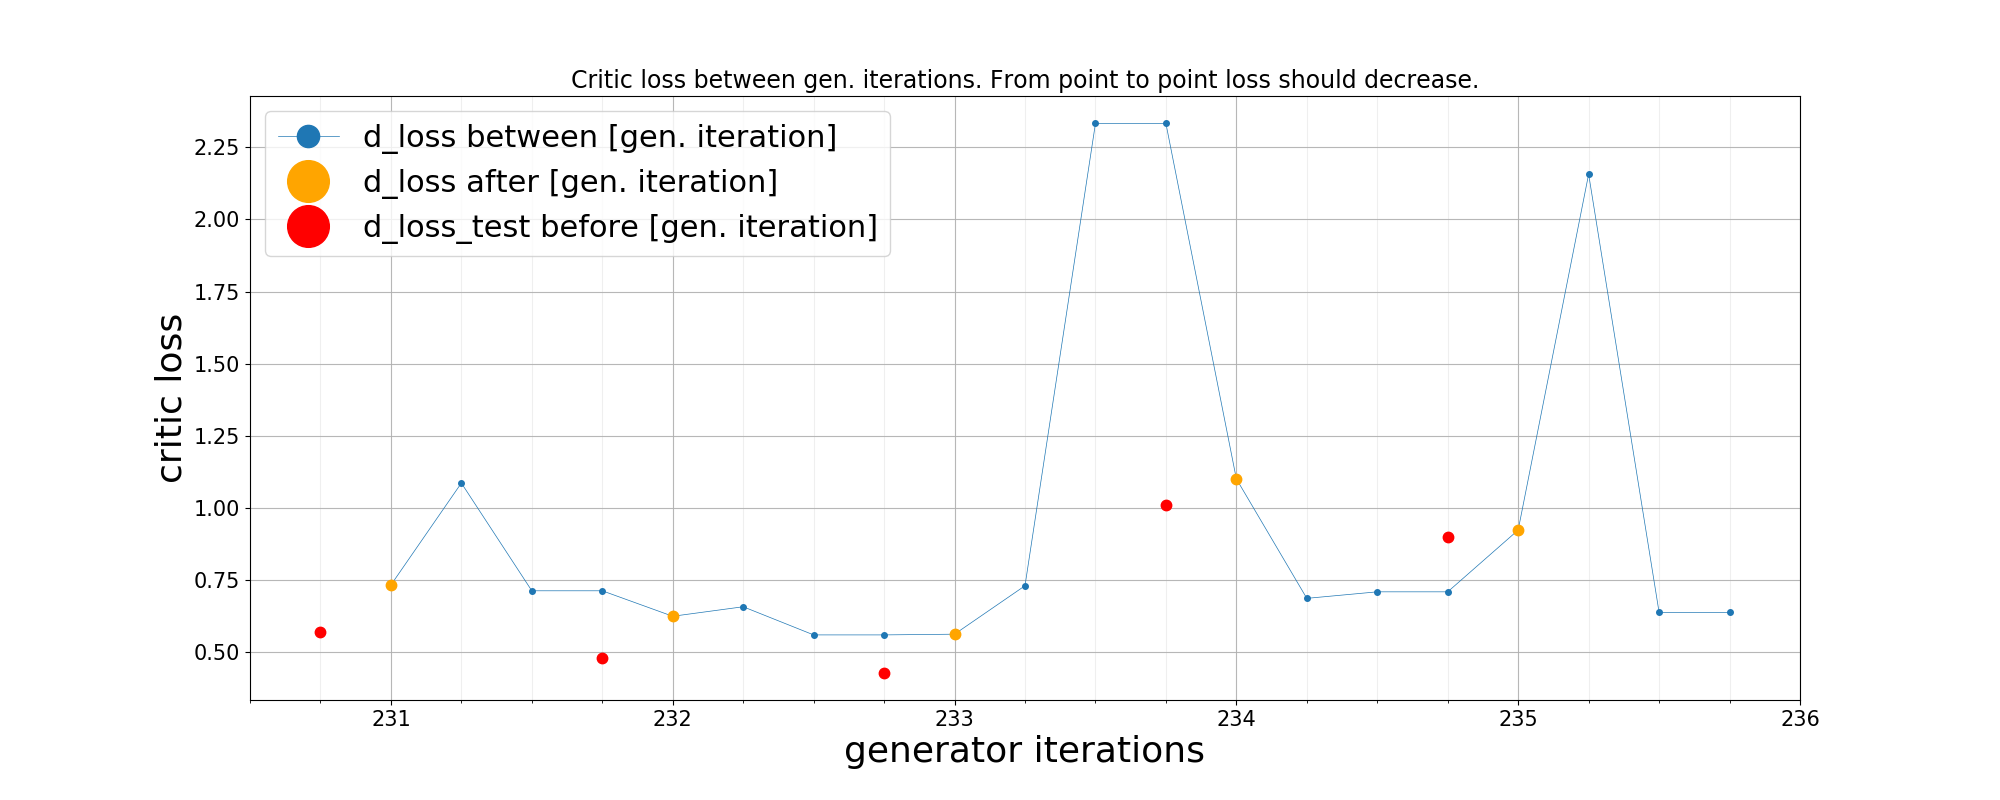 Critic loss between gen. iterations. From point to point loss should decrease.
d_loss between [gen. iteration]
d_loss after [gen. iteration]
d_loss_test before [gen. iteration]
2.25
2.00
1.75
1.50
1.25
1.00
0.75
0.50
critic loss
231 232 233 234 235 236
generator iterations